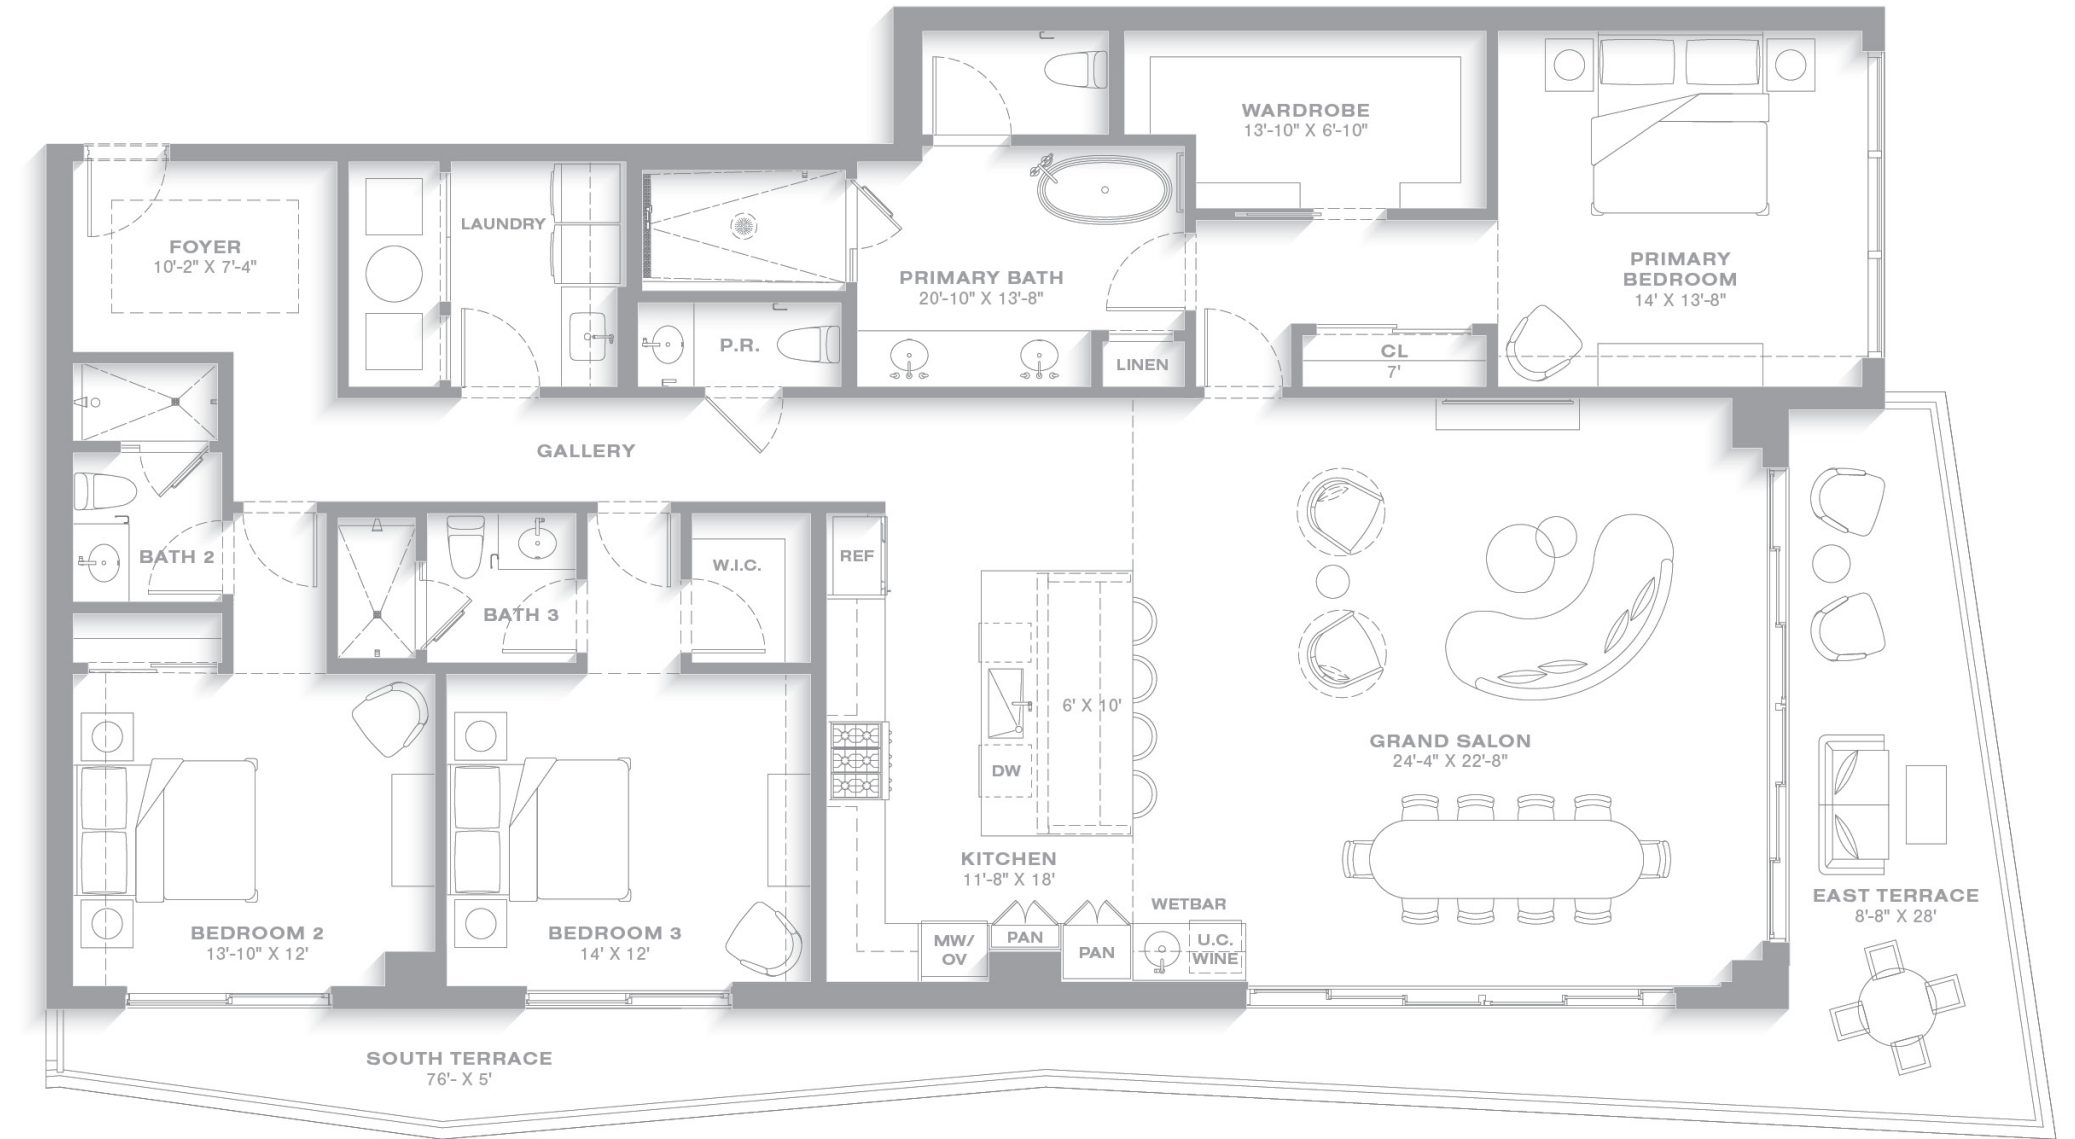 WARDROBE
13'-10" X 6'-10"
LAUNDRY
FOYER
10'-2" X 7'-4"
PRIMARY BATH
20'-10" X 13'-8"
PRIMARY
BEDROOM
14' X 13'-8"
P.R.
LINEN
CL
7'
GALLERY
BATH 2
BATH 3
W.I.C.
REF
6' X 10'
DW
GRAND SALON
24'-4" X 22'-8"
KITCHEN
11'-8" X 18'
WETBAR
EAST TERRACE
8'-8" X 28'
BEDROOM 2
13'-10" X 12'
BEDROOM 3
14' X 12'
MW/
OV
PAN
PAN
U.C.
WINE
SOUTH TERRACE
76'- X 5'